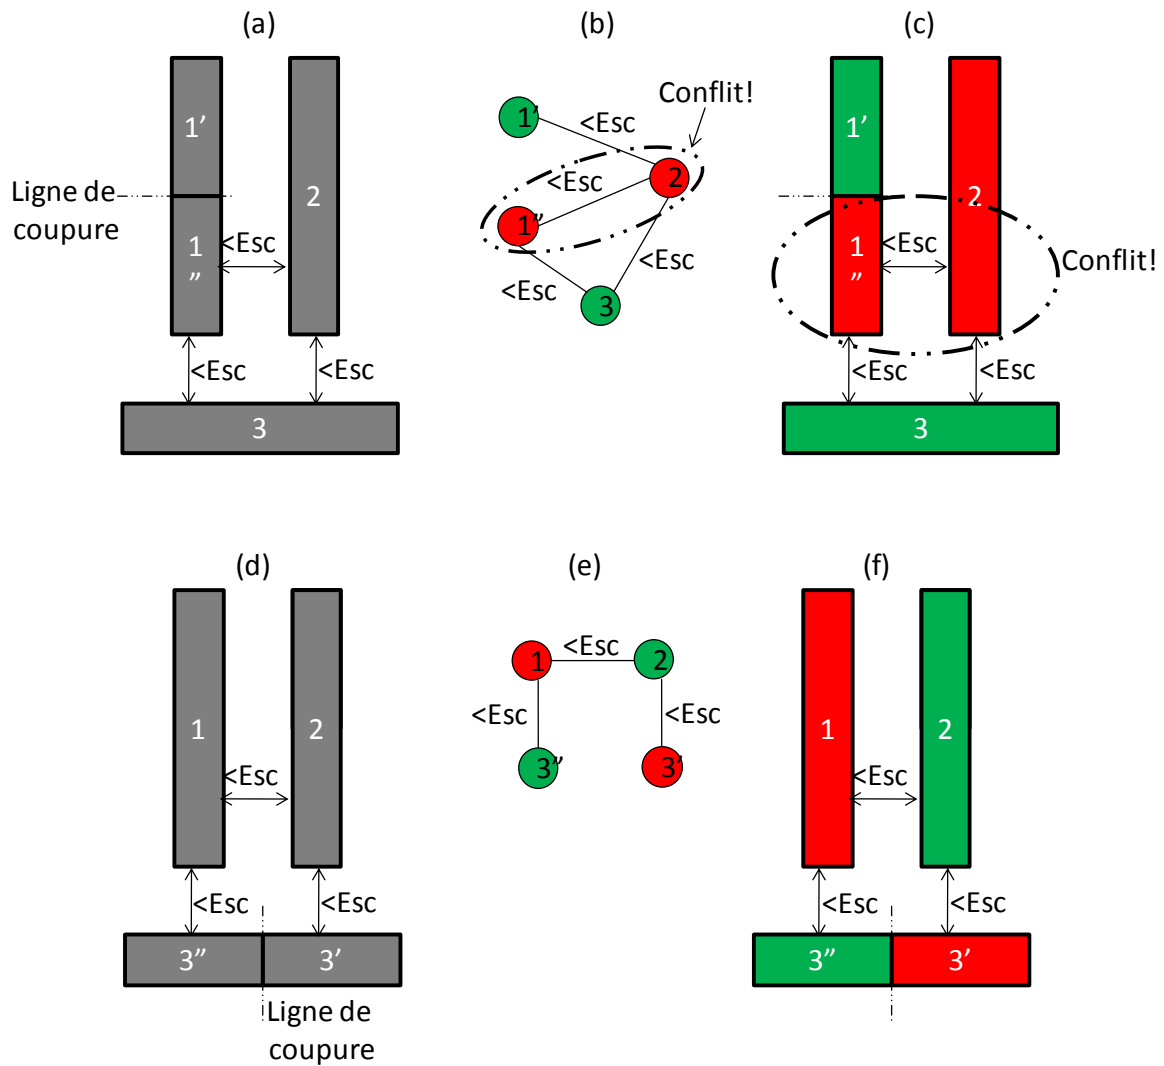 (a)
(b)
(c)
1’
2
Ligne de
coupure
1
”
<Esc
<Esc
<Esc
3
Conflit!
1’
<Esc
2
<Esc
1”
<Esc
<Esc
3
1’
2
1
”
<Esc
Conflit!
<Esc
<Esc
3
(d)
(e)
(f)
1
2
<Esc
<Esc
<Esc
3”
3’
Ligne de
coupure
1
<Esc
2
<Esc
<Esc
3”
3’
1
2
<Esc
<Esc
<Esc
3”
3’